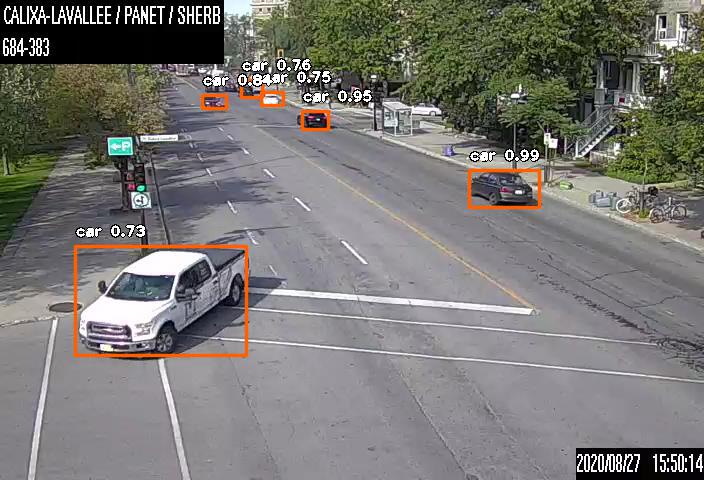 CALIXA-LAVALLEE / PANET / SHERB
684-383
car 0.76
car 0.84
car 0.75
car 0.95
car 0.99
P
car 0.73
2020/08/27 15:50:14